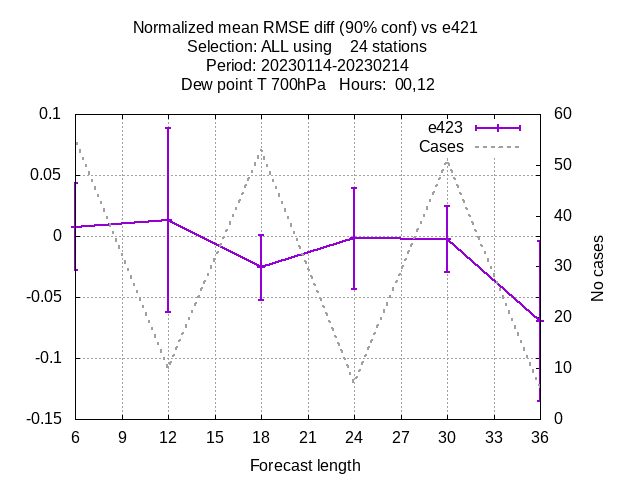 Normalized mean RMSE diff (90% conf) vs e421
Selection: ALL using    24 stations
Period: 20230114-20230214
Dew point T 700hPa   Hours:  00,12
e423
Cases
0.1
0.05
0
-0.05
-0.1
-0.15
60
50
40
30
20
10
0
No cases
6 9 12 15 18 21 24 27 30 33 36
Forecast length